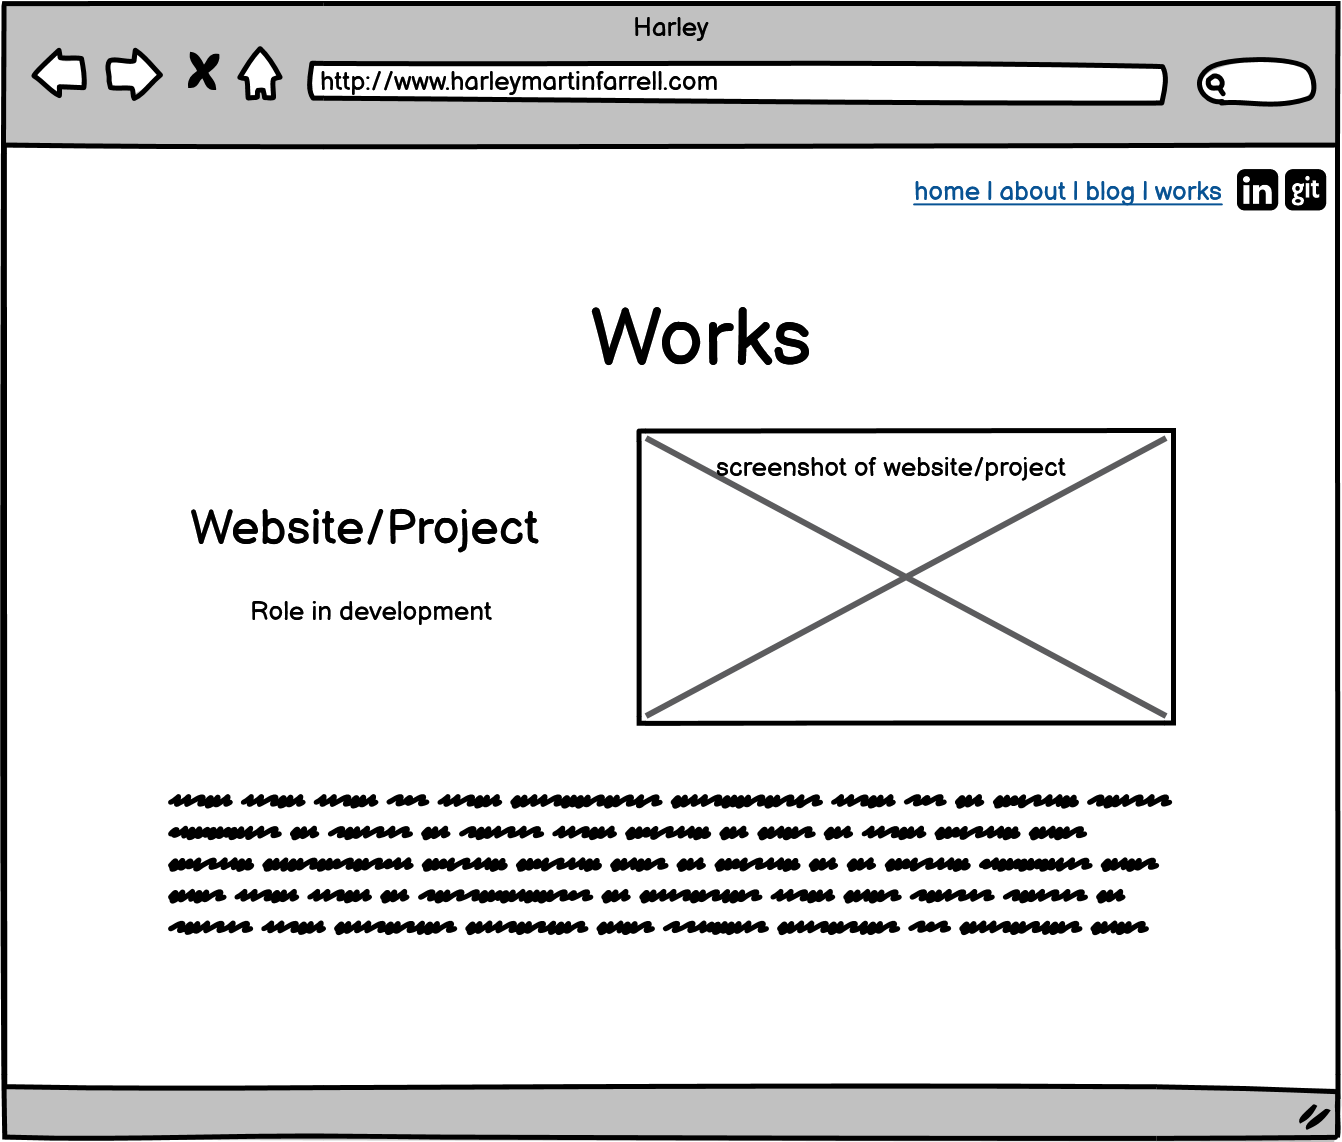 Harley
http://www.harleymartinfarrell.com
home | about | blog | works
in git
Works
screenshot of website/project
Website/Project
Role in development